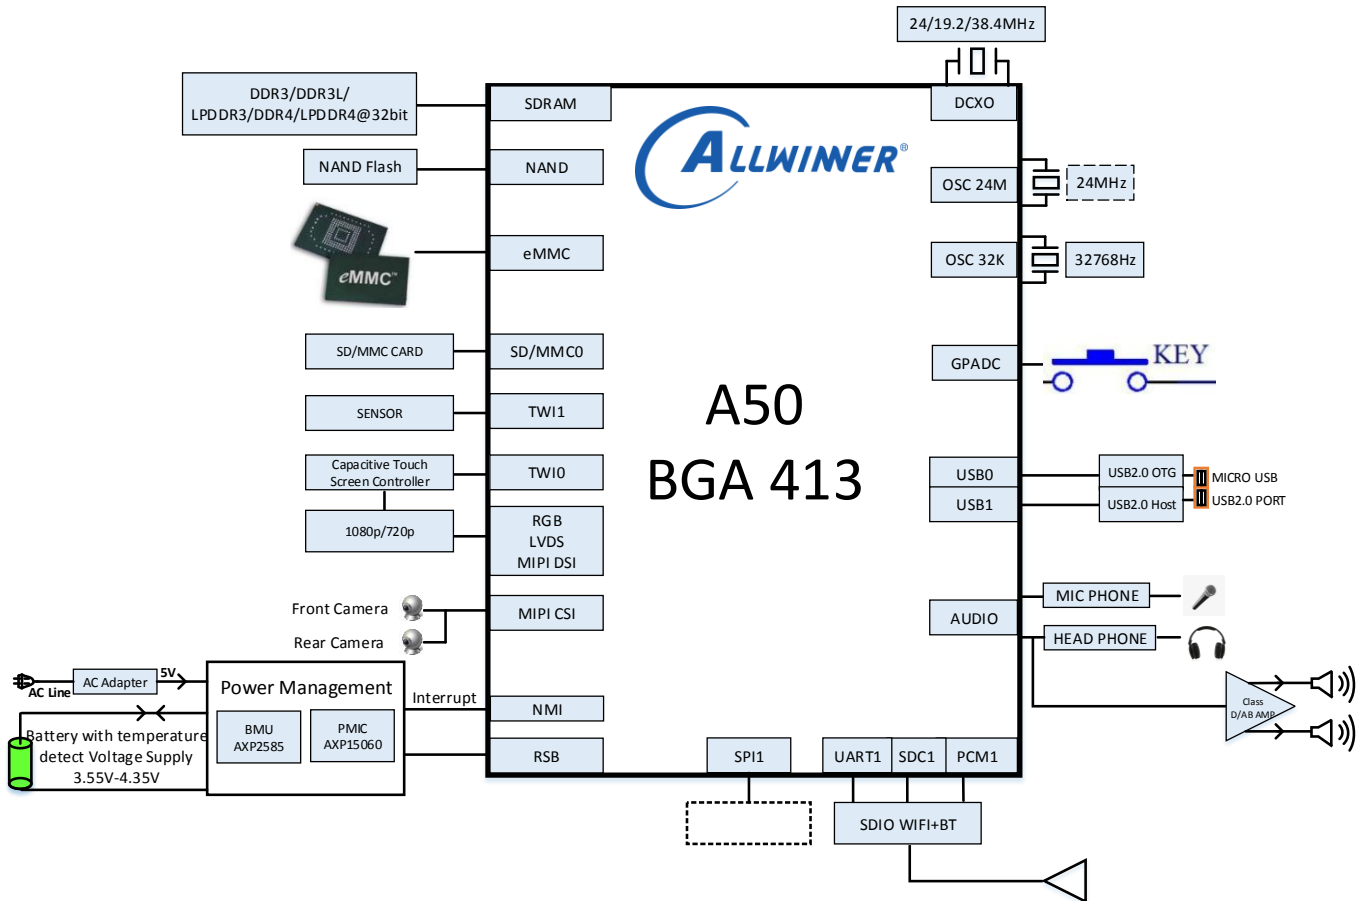 24/19.2/38.4MHz
DDR3/DDR3L/
LPDDR3/DDR4/LPDDR4@32bit
SDRAM
DCXO
ALLWINNER®
NAND Flash
NAND
OSC 24M
24MHz
eMMC™
eMMC
OSC 32K
32768Hz
SD/MMC CARD
SD/MMC0
GPADC
KEY
SENSOR
TWI1
A50
BGA 413
Capacitive Touch
Screen Controller
TWI0
USB0
USB2.0 OTG
MICRO USB
USB1
USB2.0 Host
USB2.0 PORT
1080p/720p
RGB
LVDS
MIPI DSI
Front Camera
Rear Camera
MIPI CSI
AUDIO
MIC PHONE
HEAD PHONE
AC Line
AC Adapter
5V
Power Management
BMU
AXP2585
PMIC
AXP15060
Interrupt
NMI
RSB
Battery with temperature
detect Voltage Supply
3.55V-4.35V
Class
D/AB AMP
SPI1
UART1
SDC1
PCM1
SDIO WIFI+BT